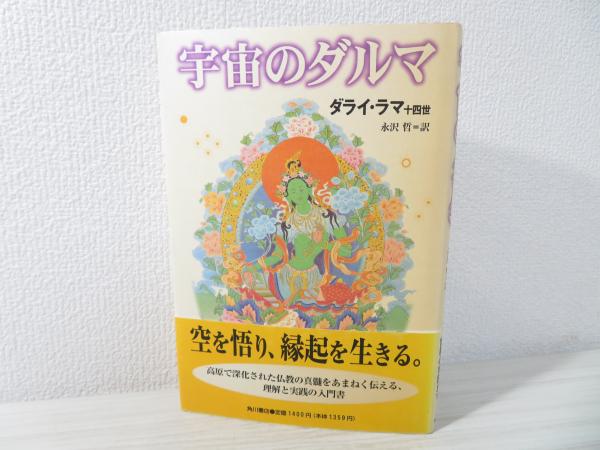 宇宙のダルマ
ダライ・ラマ十四世
永沢 哲＝訳
空を悟り、縁起を生きる。
高原で深化された仏教の真髄をあまねく伝える、
理解と実践の入門書
角川書店●定価1400円（本体1359円）